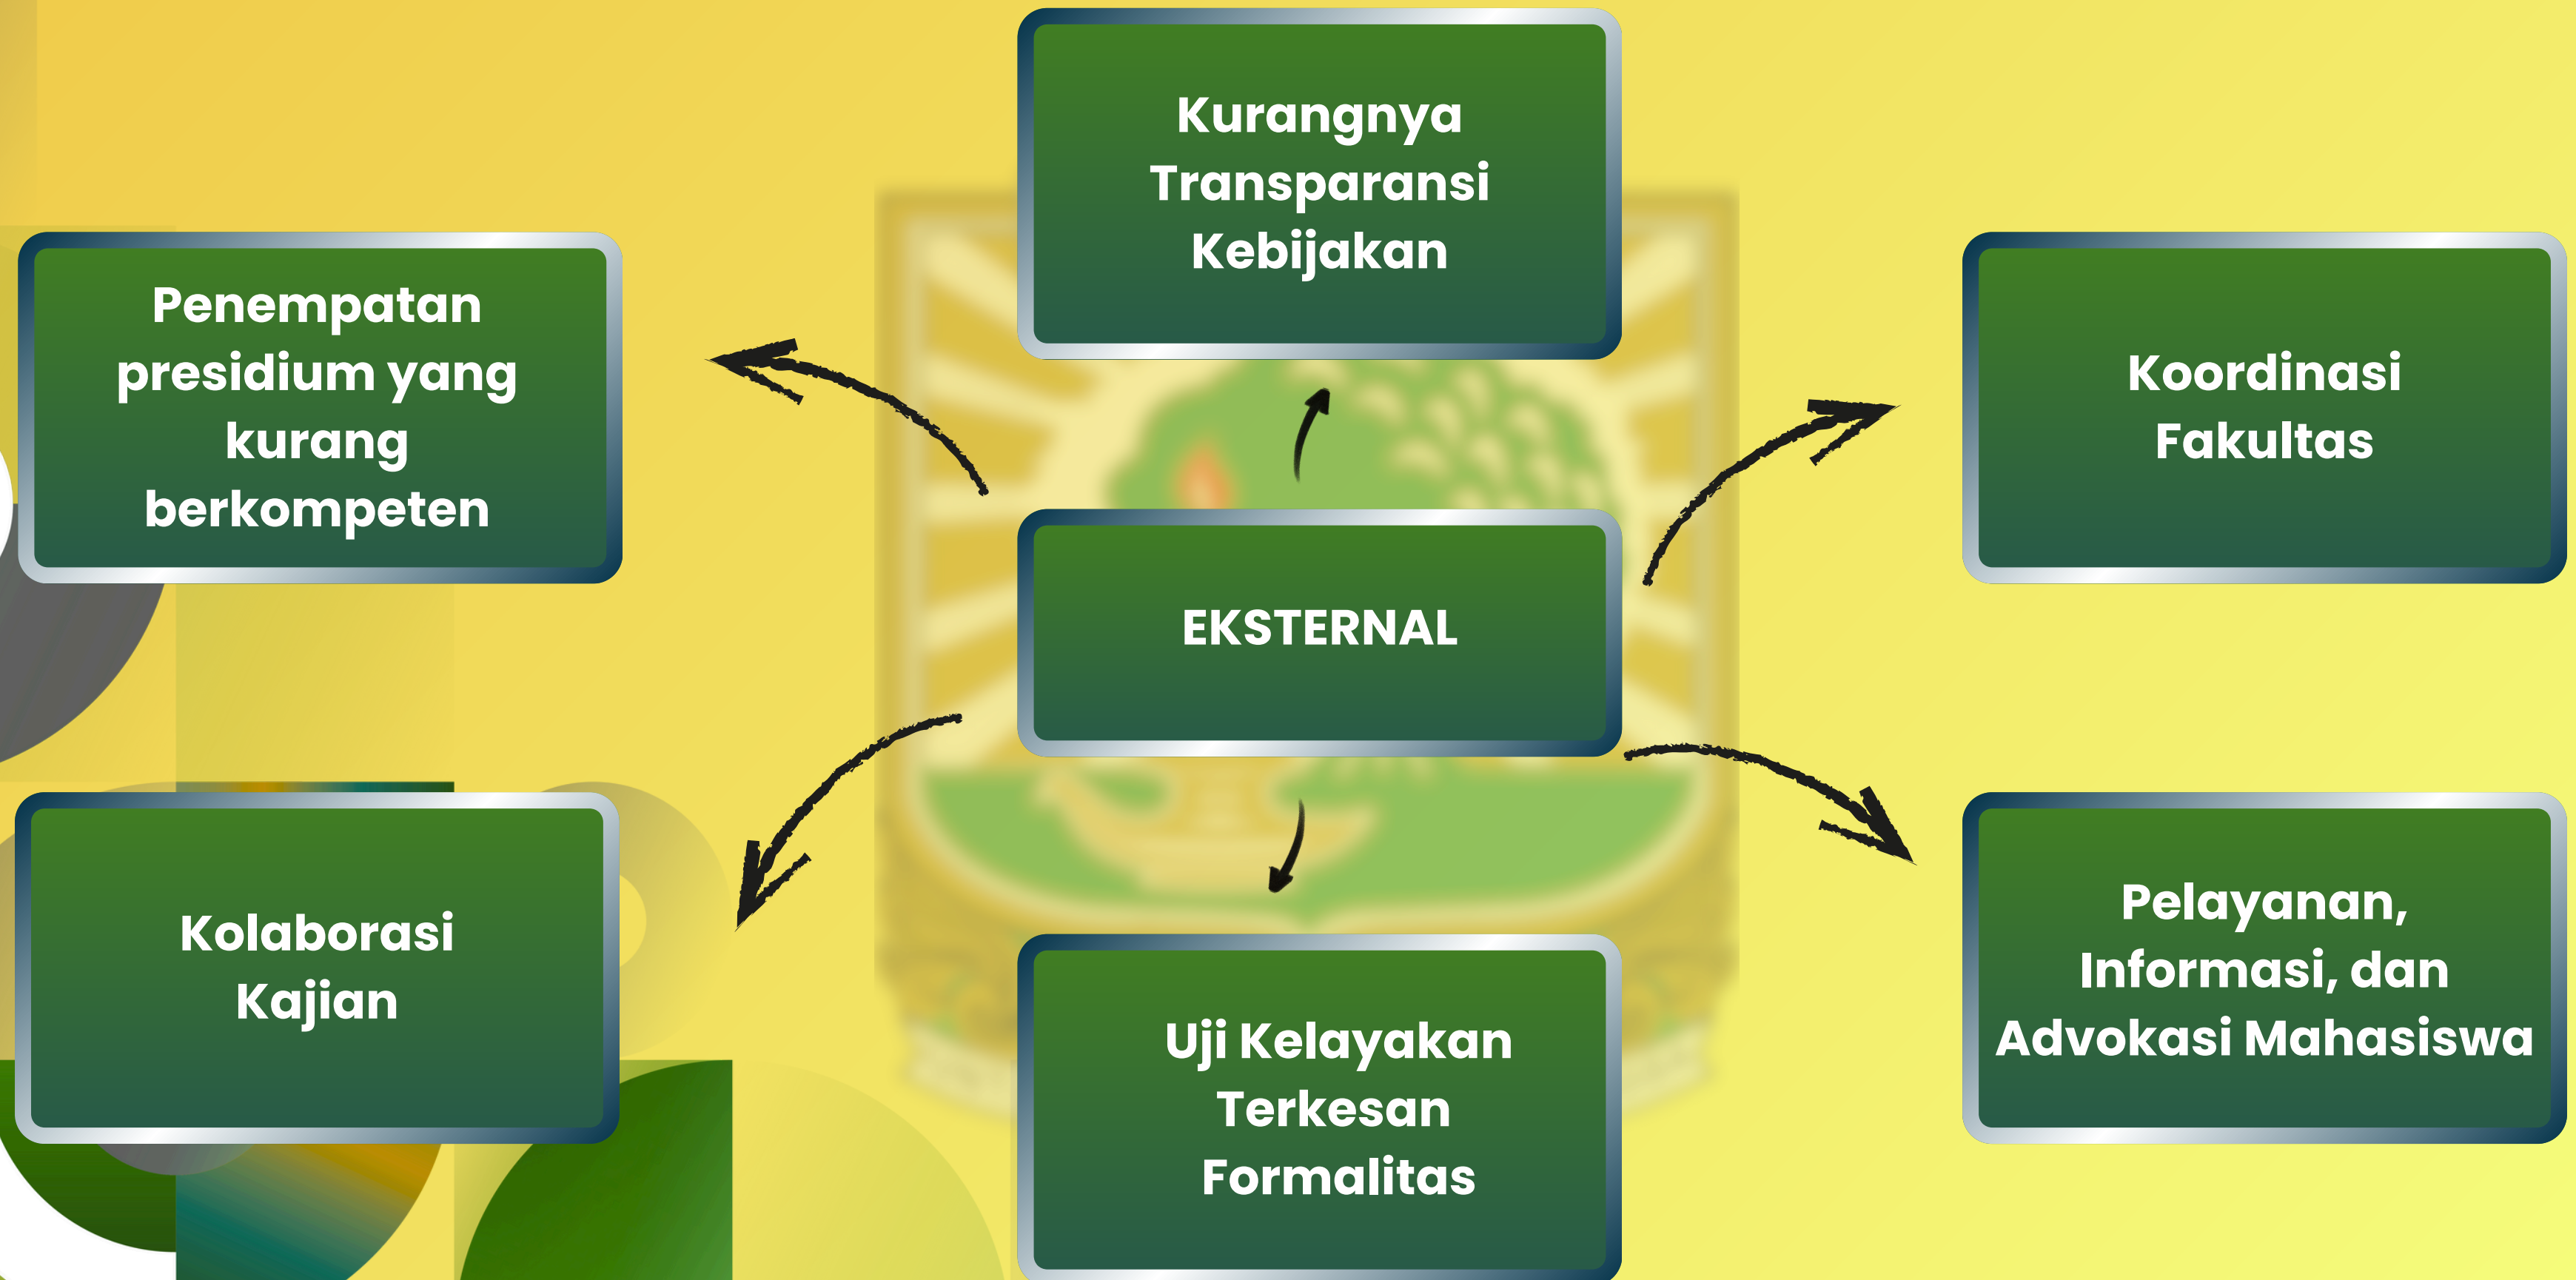 Kurangnya
Transparansi
Kebijakan
Penempatan
presidium yang
kurang
berkompeten
Koordinasi
Fakultas
EKSTERNAL
Kolaborasi
Kajian
Uji Kelayakan
Terkesan
Formalitas
Pelayanan,
Informasi, dan
Advokasi Mahasiswa